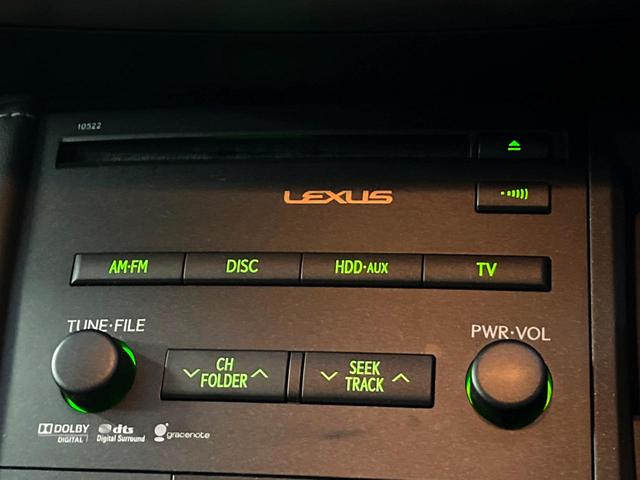 10522
LEXUS
AM·FM
DISC
HDD·AUX
TV
TUNE·FILE
PWR·VOL
CH
FOLDER
SEEK
TRACK
DOLBY
DIGITAL
dts
Digital Surround
gracenote